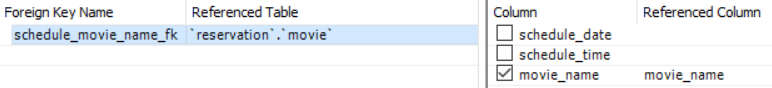 Foreign Key Name Referenced Table
schedule_movie_name_fk `reservation`.`movie`
Column Referenced Column
schedule_date
schedule_time
movie_name movie_name